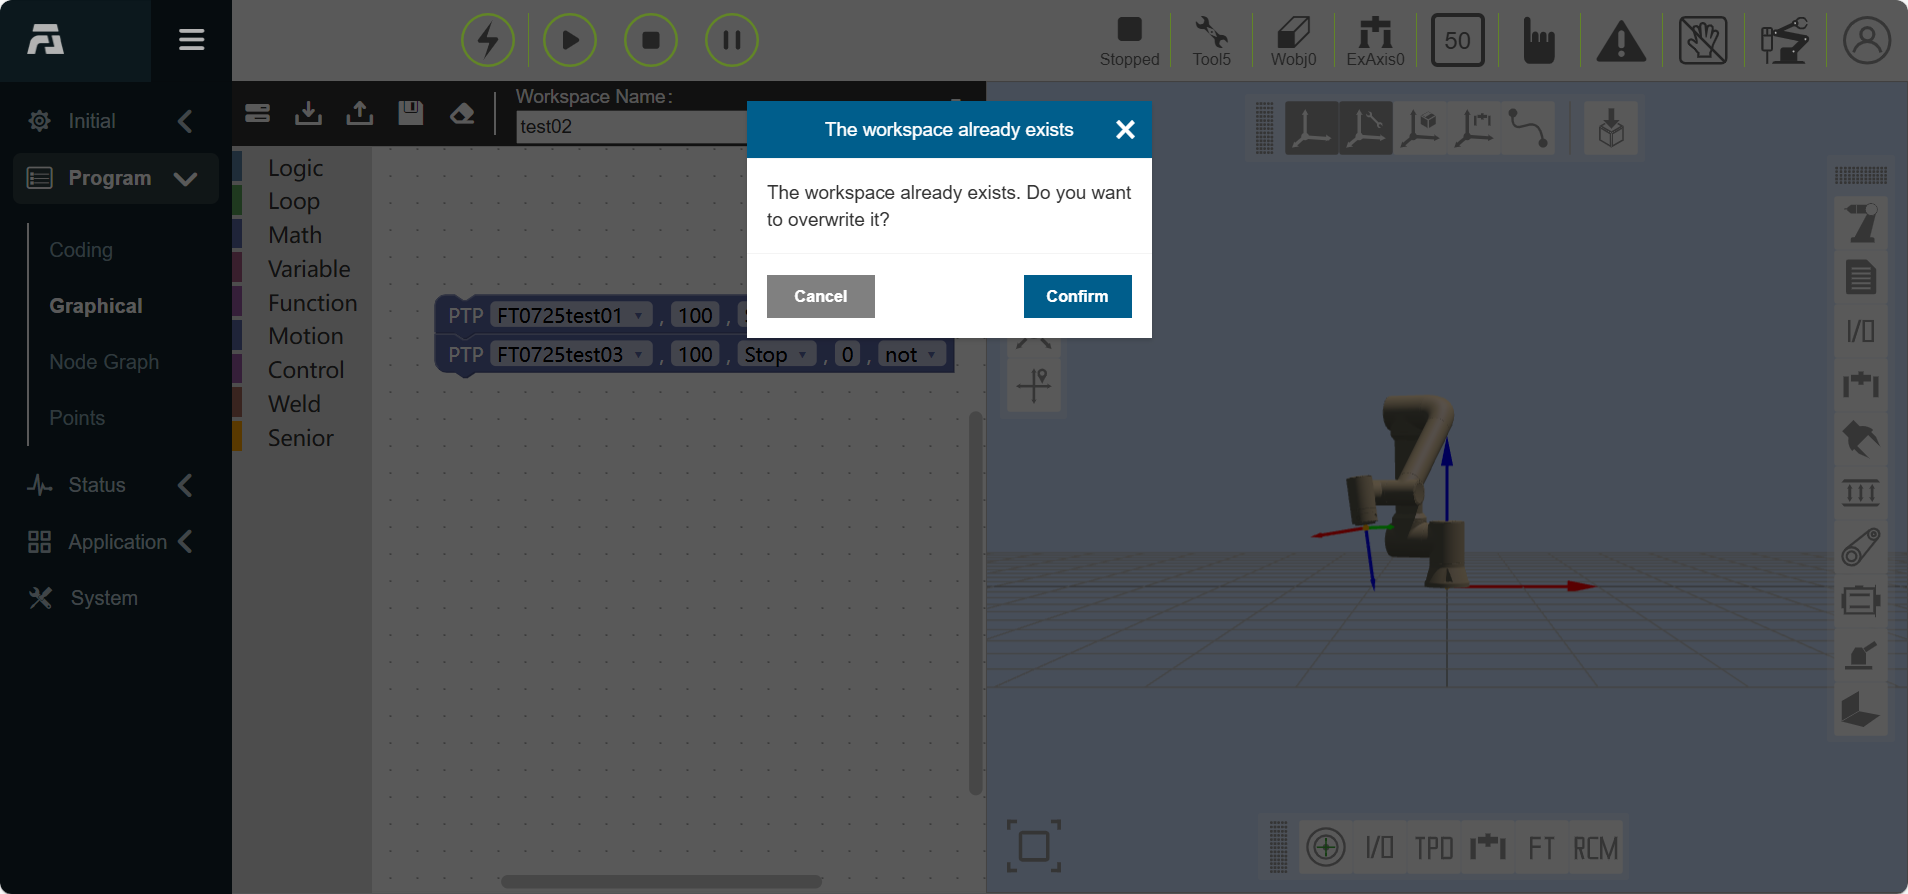 Stopped
Tool5
Wobj0
ExAxis0
50
Initial
Program
Coding
Graphical
Node Graph
Points
Status
Application
System
Workspace Name:
test02
Logic
Loop
Math
Variable
Function
Motion
Control
Weld
Senior
The workspace already exists
The workspace already exists. Do you want
to overwrite it?
Cancel
Confirm
PTP FT0725test01 , 100 ,
PTP FT0725test03 , 100 , Stop , 0 , not
I/O
I/O
TPD
FT
RCM